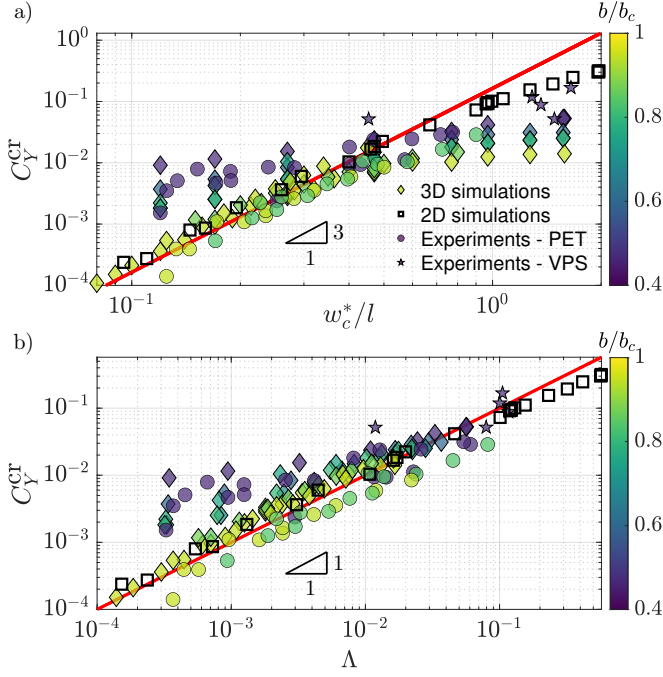 a)
b/b_c
10^0
10^-1
10^-2
10^-3
10^-4
C_Y^cr
3D simulations
2D simulations
Experiments - PET
Experiments - VPS
3
1
10^-1
10^0
w_c^*/l
1
0.8
0.6
0.4
b)
b/b_c
10^-1
10^-2
10^-3
10^-4
C_Y^cr
1
1
10^-4
10^-3
10^-2
10^-1
Λ
1
0.8
0.6
0.4